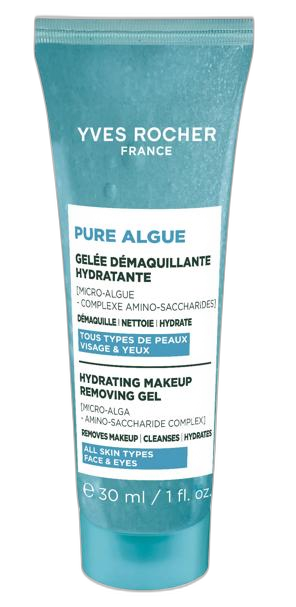 YVES ROCHER
FRANCE
PURE ALGUE
GELÉE DÉMAQUILLANTE
HYDRATANTE
[MICRO-ALGUE
- COMPLEXE AMINO-SACCHARIDES]
DÉMAQUILLE | NETTOIE | HYDRATE
TOUS TYPES DE PEAUX
VISAGE & YEUX
HYDRATING MAKEUP
REMOVING GEL
[MICRO-ALGA
- AMINO-SACCHARIDE COMPLEX]
REMOVES MAKEUP | CLEANSES | HYDRATES
ALL SKIN TYPES
FACE & EYES
℮ 30 ml / 1 fl. oz.